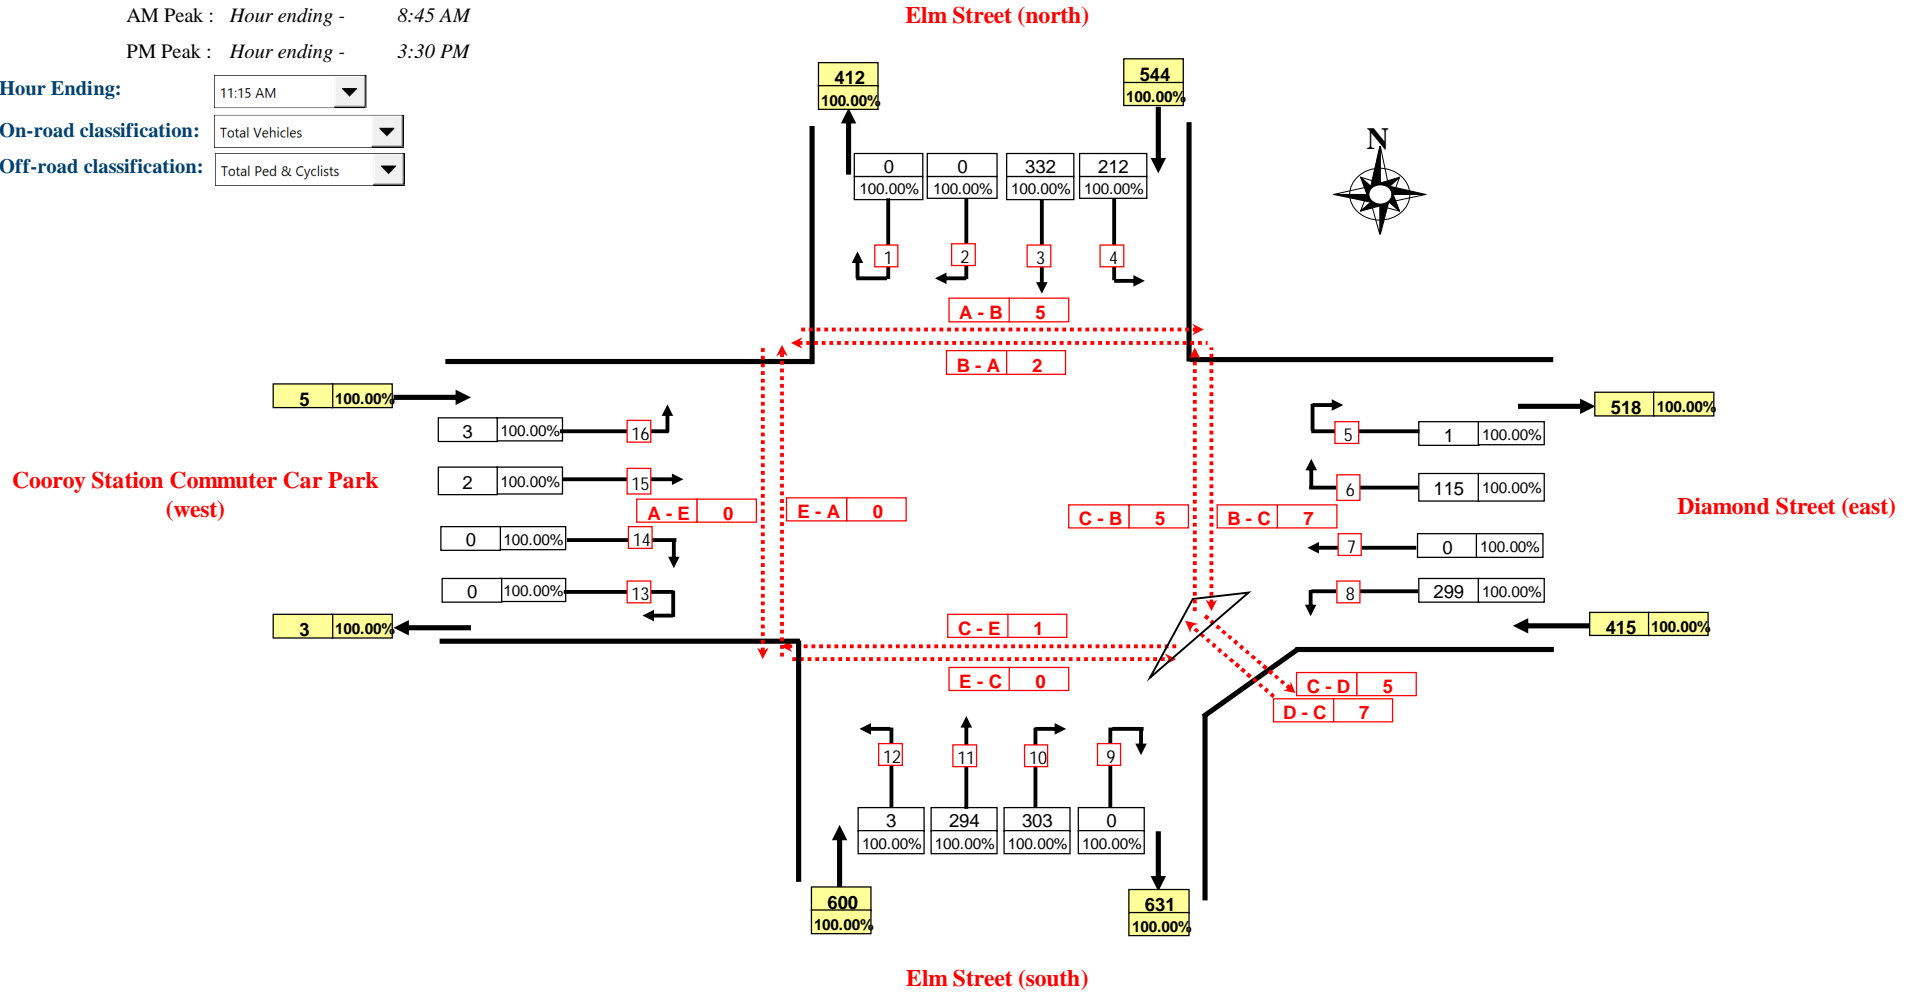 AM Peak : Hour ending - 8:45 AM
PM Peak : Hour ending - 3:30 PM
Hour Ending: 11:15 AM
On-road classification: Total Vehicles
Off-road classification: Total Ped & Cyclists
Elm Street (north)
412
100.00%
544
100.00%
N
0 0 332 212
100.00% 100.00% 100.00% 100.00%
1 2 3 4
A - B 5
B - A 2
5 100.00%
3 100.00% 16
2 100.00% 15
0 100.00% 14
0 100.00% 13
3 100.00%
Cooroy Station Commuter Car Park
(west)
A - E 0
E - A 0
C - B 5
B - C 7
518 100.00%
5 1 100.00%
6 115 100.00%
7 0 100.00%
8 299 100.00%
415 100.00%
Diamond Street (east)
C - E 1
E - C 0
C - D 5
D - C 7
12 11 10 9
3 294 303 0
100.00% 100.00% 100.00% 100.00%
600
100.00%
631
100.00%
Elm Street (south)